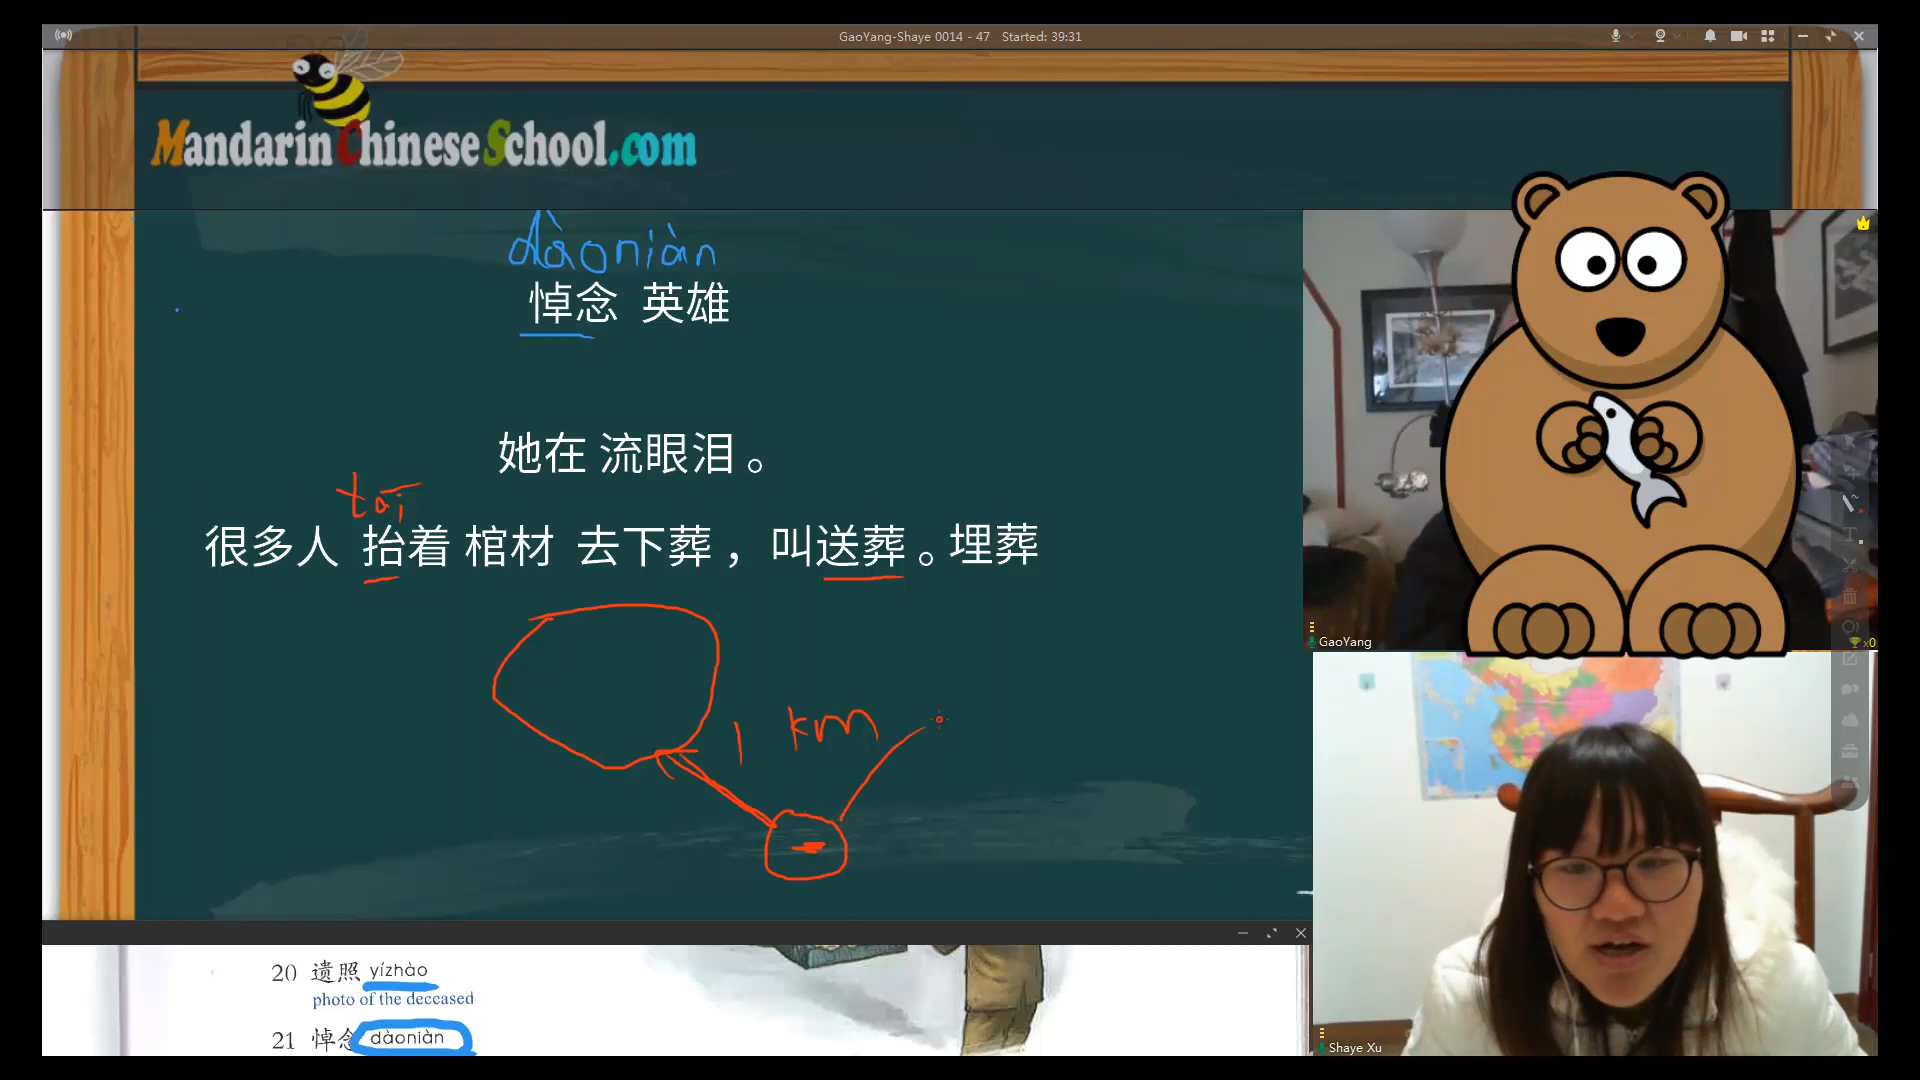 GaoYang-Shaye 0014 - 47 Started: 39:31
MandarinChineseSchool.com
dàoniàn
悼念 英雄
她在 流眼泪 。
tāi
很多人 抬着 棺材 去下葬 ，叫送葬 。埋葬
1 km
GaoYang
x0
Shaye Xu
20 遗照 yízhào
photo of the deceased
21 悼念 dàoniàn